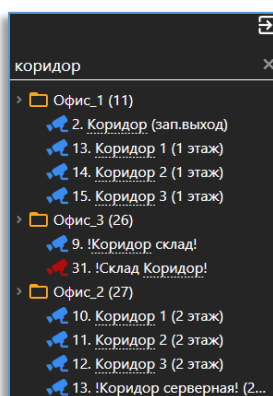 коридор
Офис_1 (11)
2. Коридор (зап.выход)
13. Коридор 1 (1 этаж)
14. Коридор 2 (1 этаж)
15. Коридор 3 (1 этаж)
Офис_3 (26)
9. !Коридор склад!
31. !Склад Коридор!
Офис_2 (27)
10. Коридор 1 (2 этаж)
11. Коридор 2 (2 этаж)
12. Коридор 3 (2 этаж)
13. !Коридор серверная! (2...